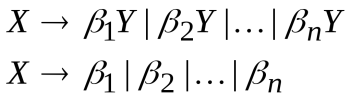 X → β₁Y | β₂Y |…| βₙY
X → β₁ | β₂ |…| βₙ